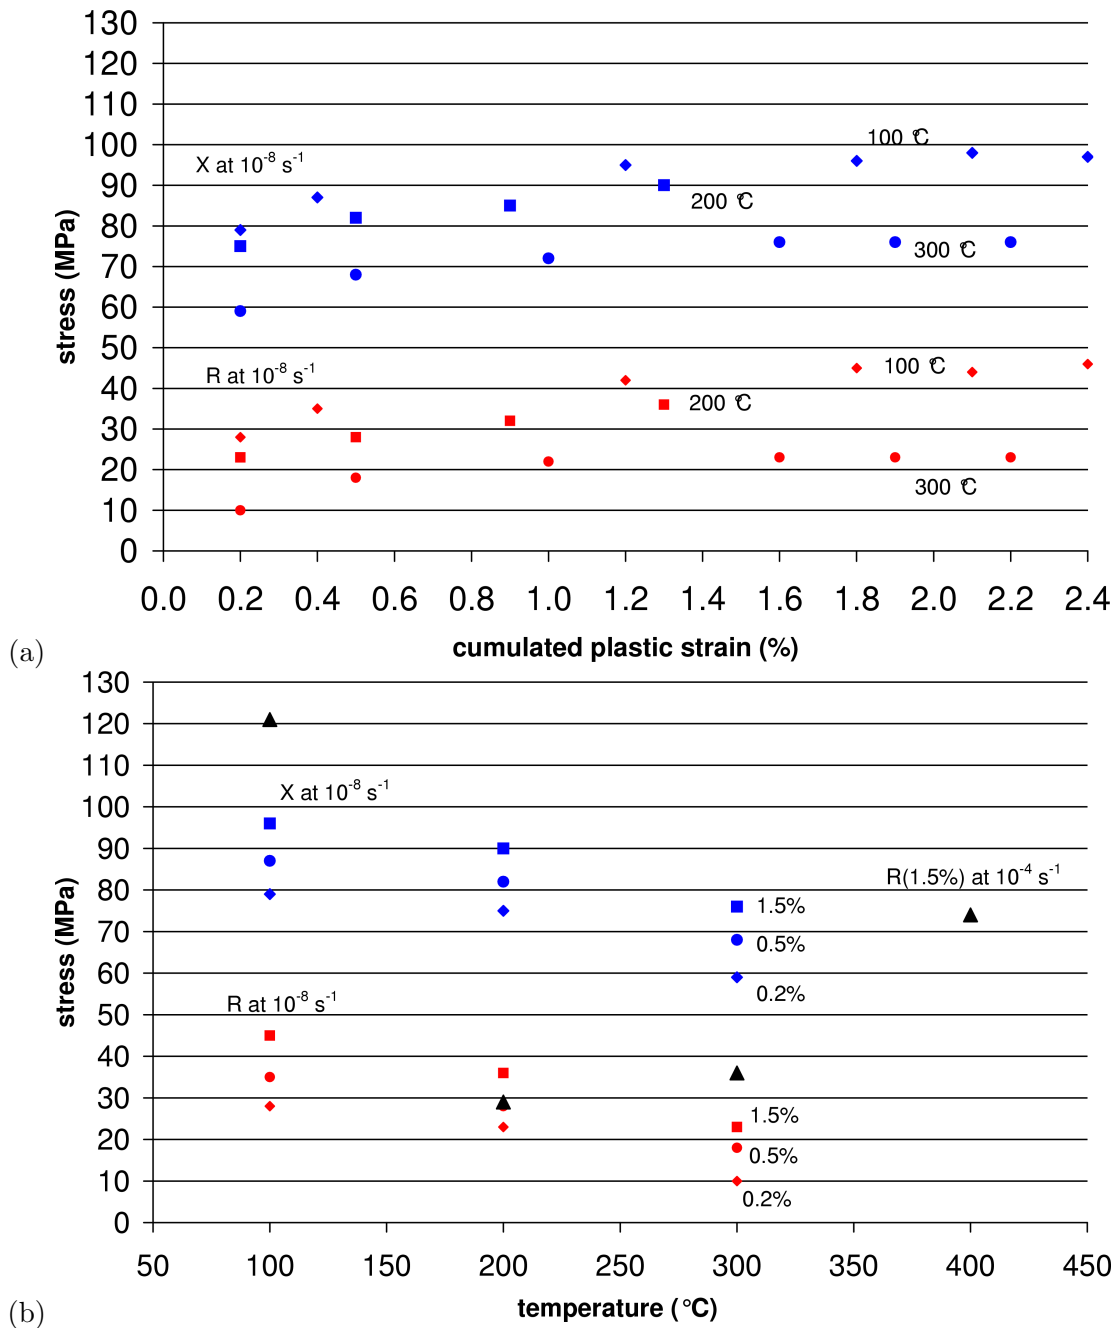 130
120
110
100
90
80
70
60
50
40
30
20
10
0
stress (MPa)
X at 10⁻⁸ s⁻¹
100 °C
200 °C
300 °C
R at 10⁻⁸ s⁻¹
100 °C
200 °C
300 °C
0.0 0.2 0.4 0.6 0.8 1.0 1.2 1.4 1.6 1.8 2.0 2.2 2.4
cumulated plastic strain (%)
(a)
130
120
110
100
90
80
70
60
50
40
30
20
10
0
stress (MPa)
X at 10⁻⁸ s⁻¹
R(1.5%) at 10⁻⁴ s⁻¹
1.5%
0.5%
0.2%
R at 10⁻⁸ s⁻¹
1.5%
0.5%
0.2%
50 100 150 200 250 300 350 400 450
temperature (°C)
(b)